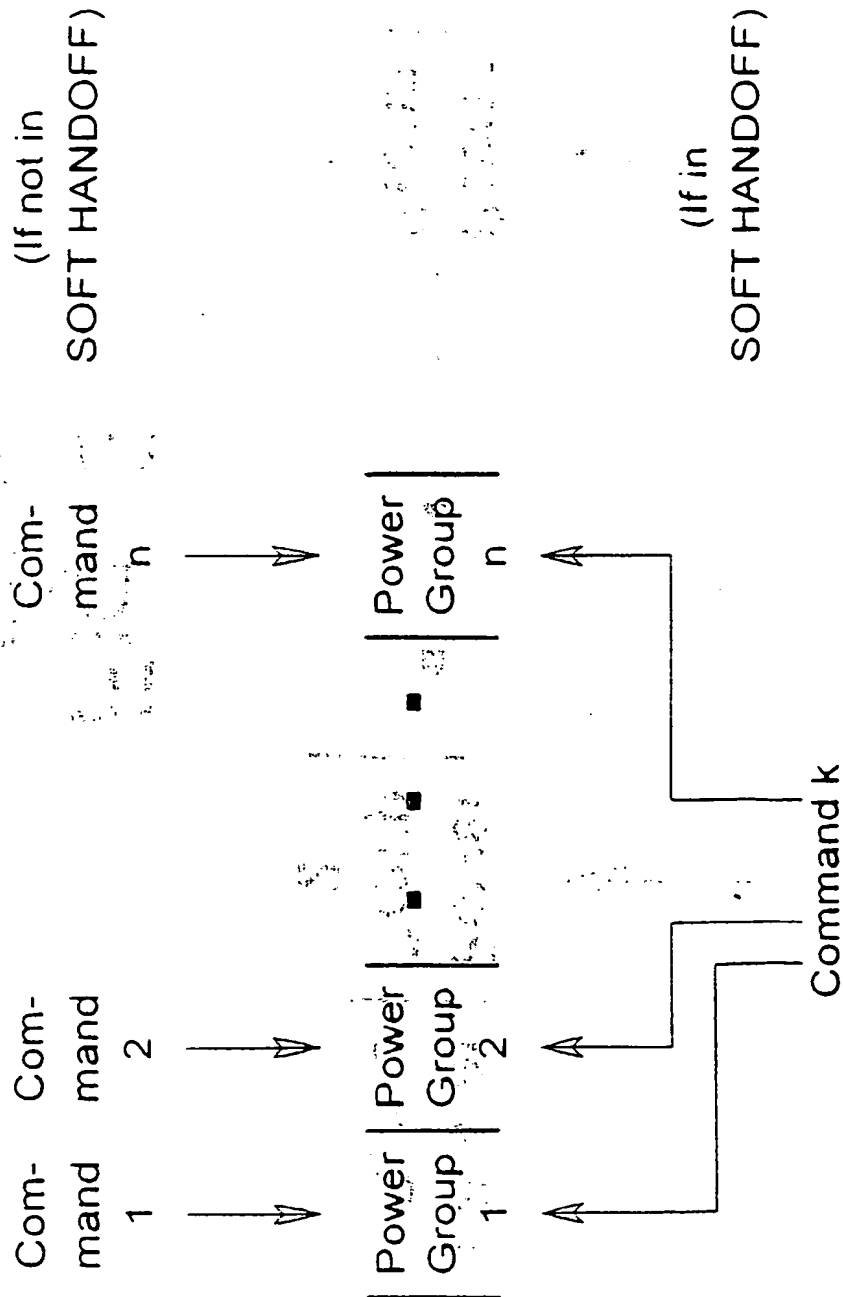 Com-
mand
1
Com-
mand
2
Com-
mand
n
(If not in
SOFT HANDOFF)
Power
Group
1
Power
Group
2
Power
Group
n
Command k
(If in
SOFT HANDOFF)